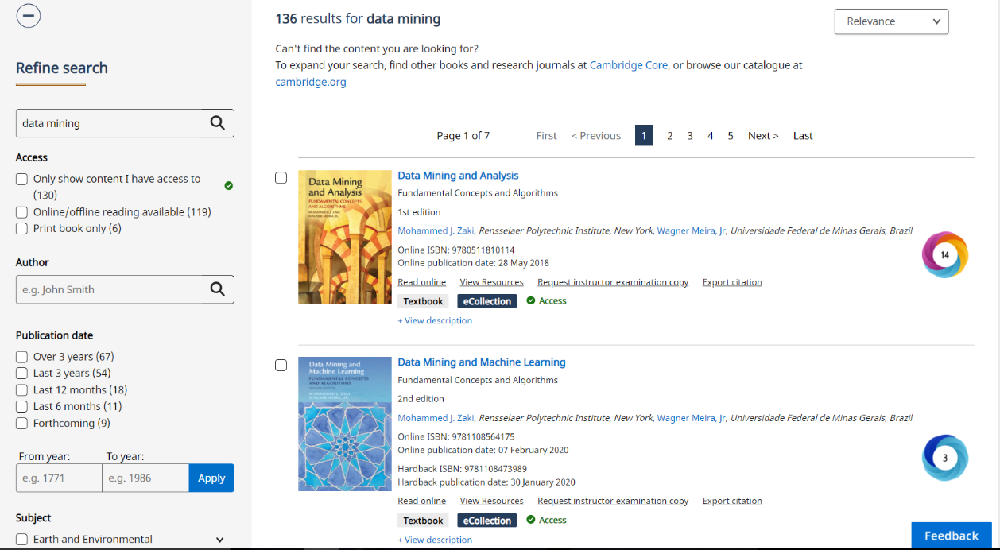 136 results for data mining
Relevance
Can't find the content you are looking for?
To expand your search, find other books and research journals at Cambridge Core, or browse our catalogue at
cambridge.org
Refine search
data mining
Access
Only show content I have access to
(130)
Online/offline reading available (119)
Print book only (6)
Author
e.g. John Smith
Publication date
Over 3 years (67)
Last 3 years (54)
Last 12 months (18)
Last 6 months (11)
Forthcoming (9)
From year: To year:
e.g. 1771 e.g. 1986 Apply
Subject
Earth and Environmental
Page 1 of 7 First < Previous 1 2 3 4 5 Next > Last
Data Mining
and Analysis
FUNDAMENTAL CONCEPTS
AND ALGORITHMS
MOHAMMED J. ZAKI
WAGNER MEIRA JR.
Data Mining and Analysis
Fundamental Concepts and Algorithms
1st edition
Mohammed J. Zaki, Rensselaer Polytechnic Institute, New York, Wagner Meira, Jr, Universidade Federal de Minas Gerais, Brazil
Online ISBN: 9780511810114
Online publication date: 28 May 2018
14
Read online View Resources Request instructor examination copy Export citation
Textbook eCollection Access
+ View description
Data Mining and
Machine Learning
FUNDAMENTAL CONCEPTS
AND ALGORITHMS
SECOND EDITION
MOHAMMED J. ZAKI
WAGNER MEIRA, JR.
Data Mining and Machine Learning
Fundamental Concepts and Algorithms
2nd edition
Mohammed J. Zaki, Rensselaer Polytechnic Institute, New York, Wagner Meira, Jr, Universidade Federal de Minas Gerais, Brazil
Online ISBN: 9781108564175
Online publication date: 07 February 2020
Hardback ISBN: 9781108473989
Hardback publication date: 30 January 2020
3
Read online View Resources Request instructor examination copy Export citation
Textbook eCollection Access
+ View description
Feedback